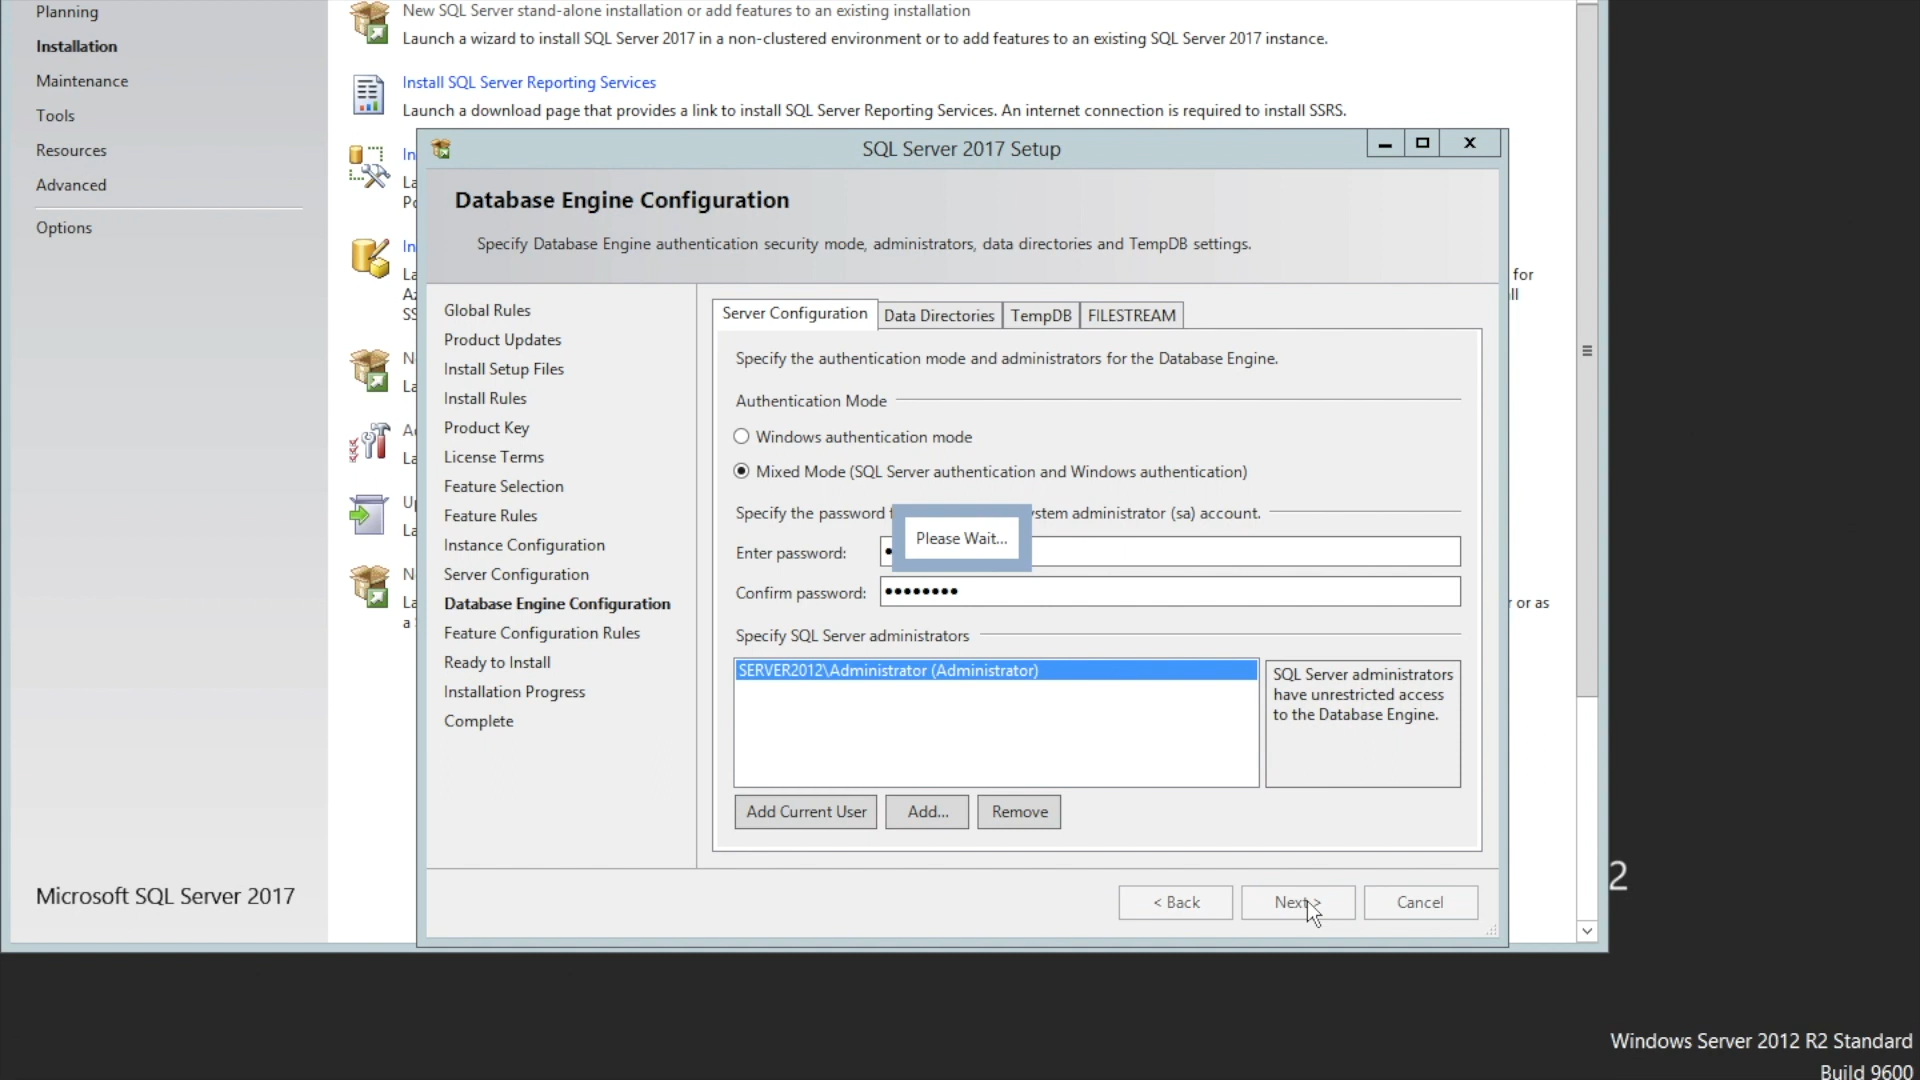 Planning
Installation
Maintenance
Tools
Resources
Advanced
Options
Microsoft SQL Server 2017
New SQL Server stand-alone installation or add features to an existing installation
Launch a wizard to install SQL Server 2017 in a non-clustered environment or to add features to an existing SQL Server 2017 instance.
Install SQL Server Reporting Services
Launch a download page that provides a link to install SQL Server Reporting Services. An internet connection is required to install SSRS.
SQL Server 2017 Setup
Database Engine Configuration
Specify Database Engine authentication security mode, administrators, data directories and TempDB settings.
Global Rules
Product Updates
Install Setup Files
Install Rules
Product Key
License Terms
Feature Selection
Feature Rules
Instance Configuration
Server Configuration
Database Engine Configuration
Feature Configuration Rules
Ready to Install
Installation Progress
Complete
Server Configuration
Data Directories
TempDB
FILESTREAM
Specify the authentication mode and administrators for the Database Engine.
Authentication Mode
Windows authentication mode
Mixed Mode (SQL Server authentication and Windows authentication)
Specify the password
administrator (sa) account.
Please Wait...
Enter password:
Confirm password:
Specify SQL Server administrators
SERVER2012\Administrator (Administrator)
SQL Server administrators
have unrestricted access
to the Database Engine.
Add Current User
Add...
Remove
< Back
Next >
Cancel
for
or as
a
2
Windows Server 2012 R2 Standard
Build 9600